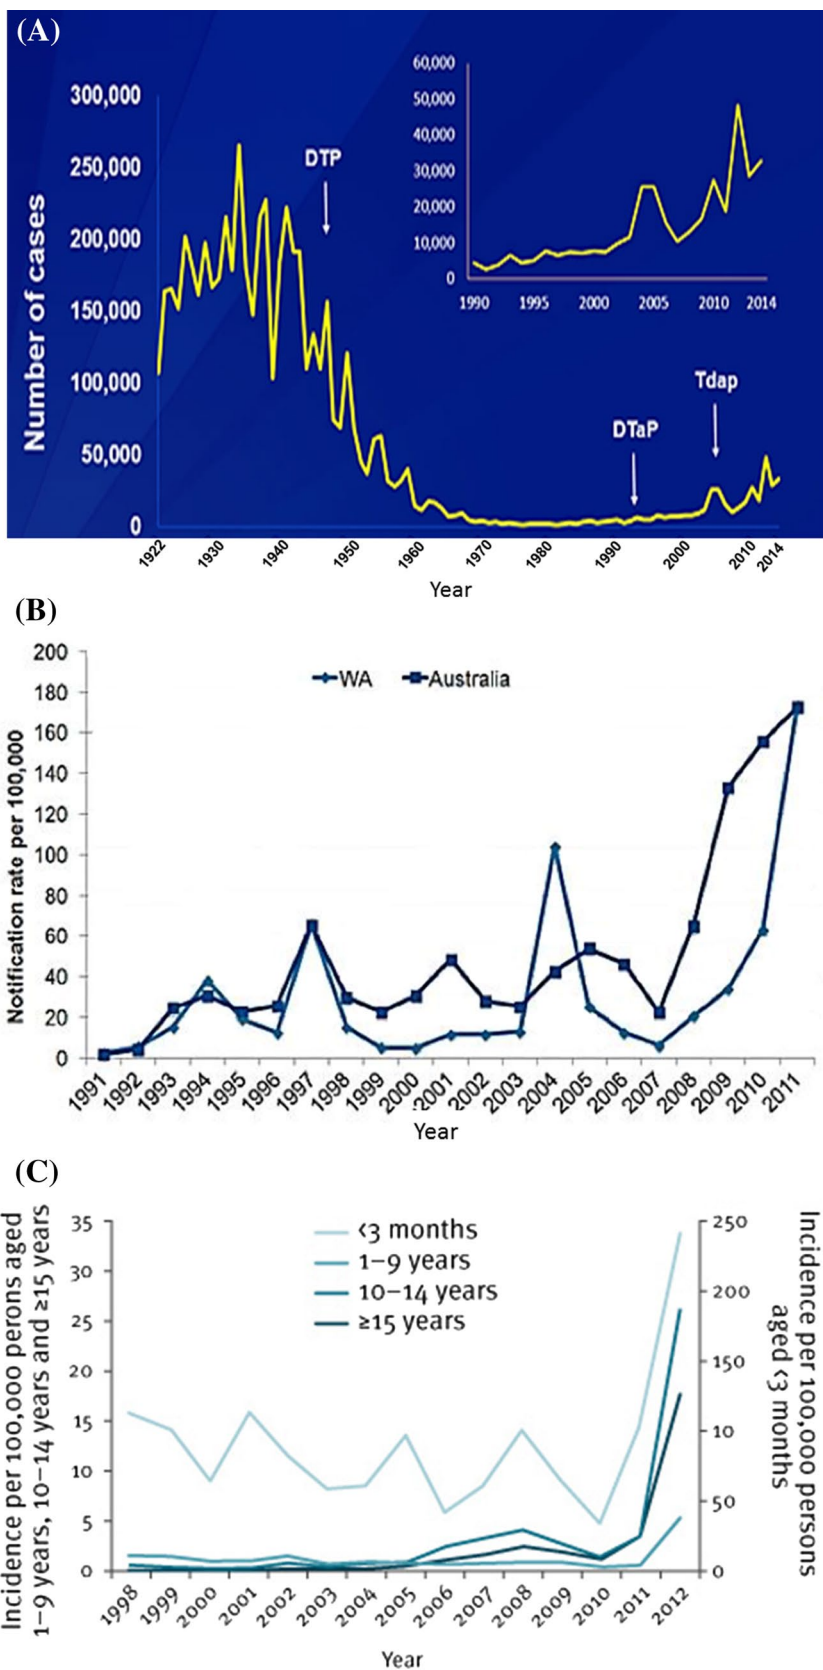 (A)
300,000
250,000
200,000
150,000
100,000
50,000
0
Number of cases
DTP
60,000
50,000
40,000
30,000
20,000
10,000
0
1990 1995 2000 2005 2010 2014
DTaP
Tdap
1922 1930 1940 1950 1960 1970 1980 1990 2000 2010 2014
Year
(B)
200
180
160
140
120
100
80
60
40
20
0
Notification rate per 100,000
WA Australia
1991 1992 1993 1994 1995 1996 1997 1998 1999 2000 2001 2002 2003 2004 2005 2006 2007 2008 2009 2010 2011
Year
(C)
Incidence per 100,000 perons aged
1–9 years, 10–14 years and ≥15 years
35
30
25
20
15
10
5
0
<3 months
1–9 years
10–14 years
≥15 years
250
200
150
10
50
0
Incidence per 100,000 persons
aged <3 months
1998 1999 2000 2001 2002 2003 2004 2005 2006 2007 2008 2009 2010 2011 2012
Year